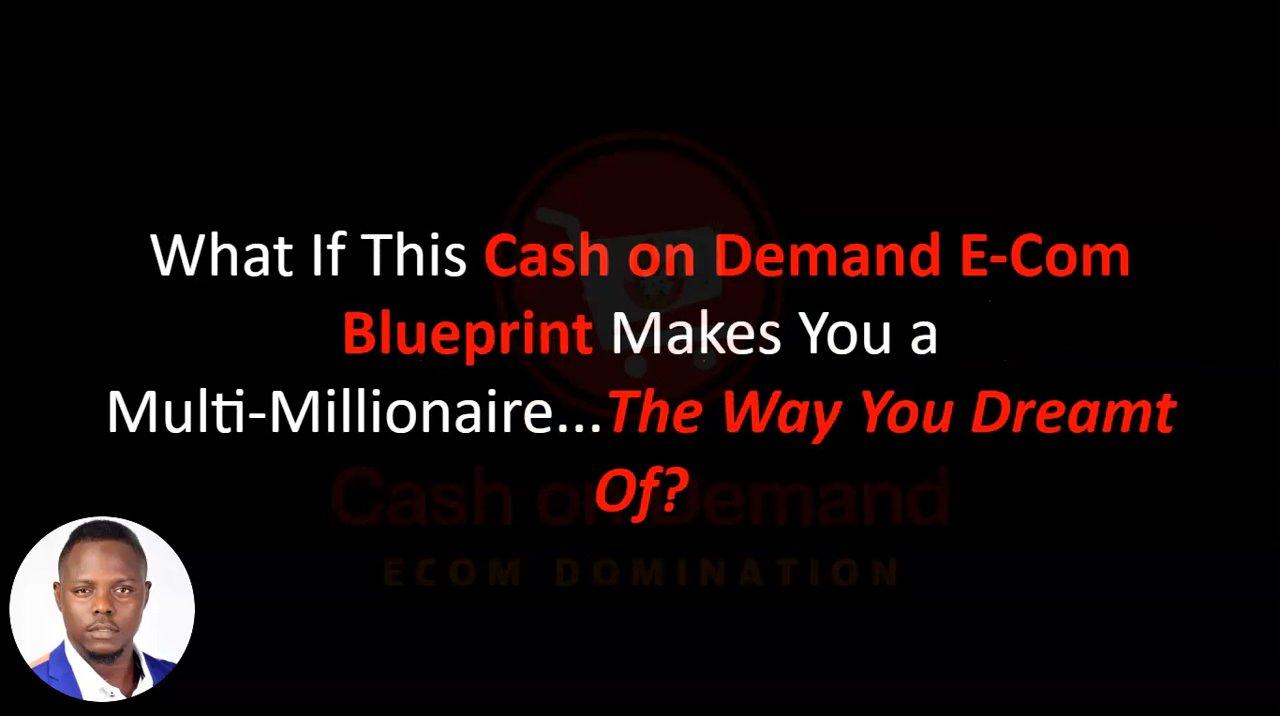 What If This Cash on Demand E-Com
Blueprint Makes You a
Multi-Millionaire...The Way You Dreamt
Of?
Cash on Demand
ECOM DOMINATION